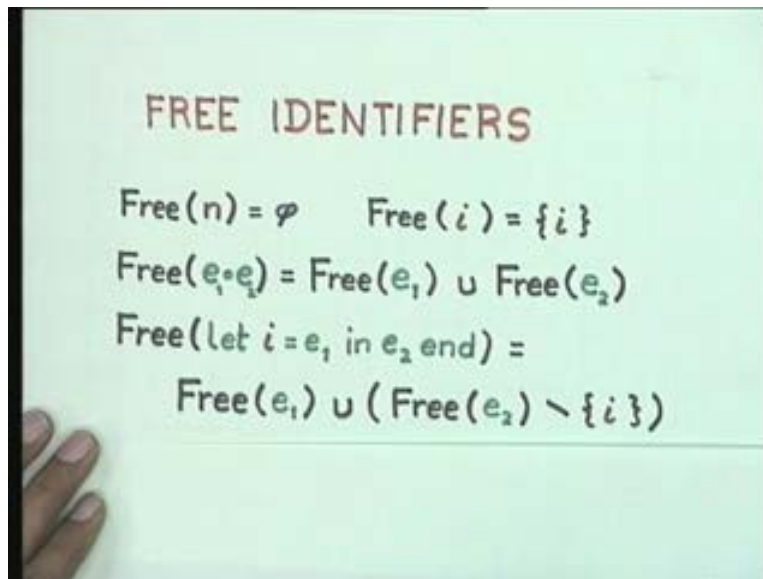 FREE IDENTIFIERS
Free(n) = φ Free(i) = {i}
Free(e₁∘e₂) = Free(e₁) ∪ Free(e₂)
Free(let i = e₁ in e₂ end) =
Free(e₁) ∪ (Free(e₂) \ {i})